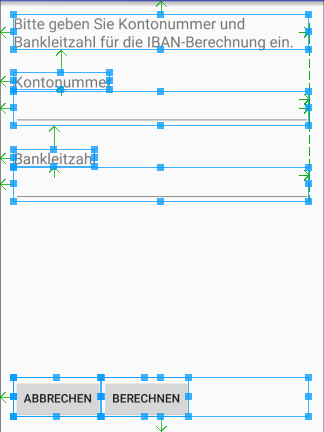 Bitte geben Sie Kontonummer und
Bankleitzahl für die IBAN-Berechnung ein.
Kontonummer
Bankleitzahl
ABBRECHEN BERECHNEN